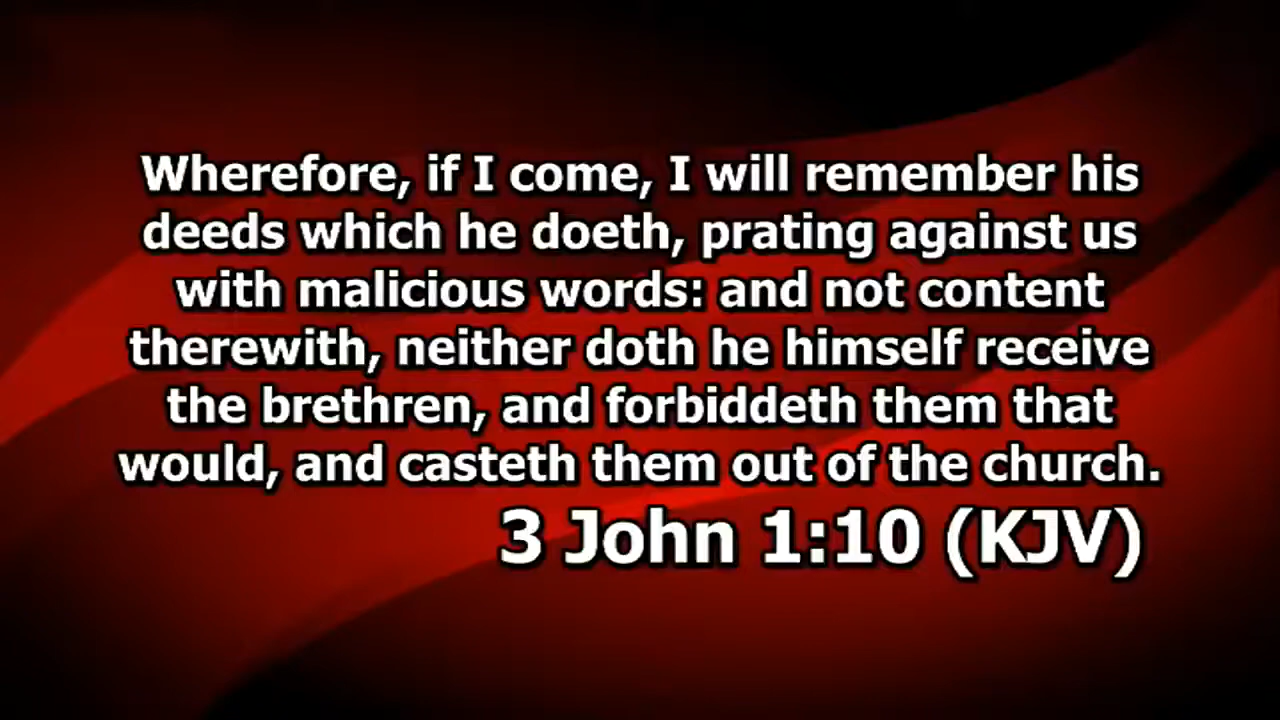 Wherefore, if I come, I will remember his
deeds which he doeth, prating against us
with malicious words: and not content
therewith, neither doth he himself receive
the brethren, and forbiddeth them that
would, and casteth them out of the church.
3 John 1:10 (KJV)